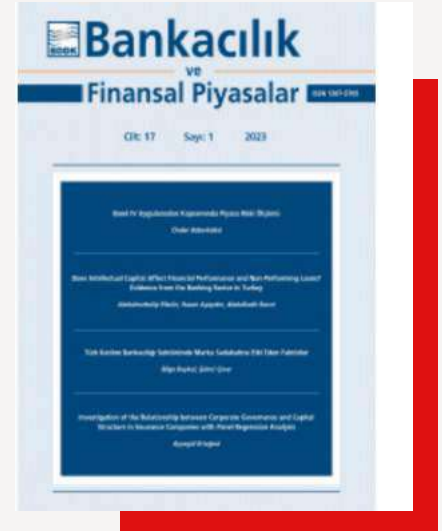 BDDK
Bankacılık
ve
Finansal Piyasalar
Cilt: 17 Sayı: 1 2023
Basel IV Uygulamaları Kapsamında Piyasa Riski Ölçümü
Does Intellectual Capital Affect Financial Performance and Non-Performing Loans?
Evidence from the Banking Sector in Turkey
Türk Katılım Bankacılığı Sektöründe Marka Sadakatine Etki Eden Faktörler
Investigation of the Relationship between Corporate Governance and Capital
Structure in Insurance Companies with Panel Regression Analysis